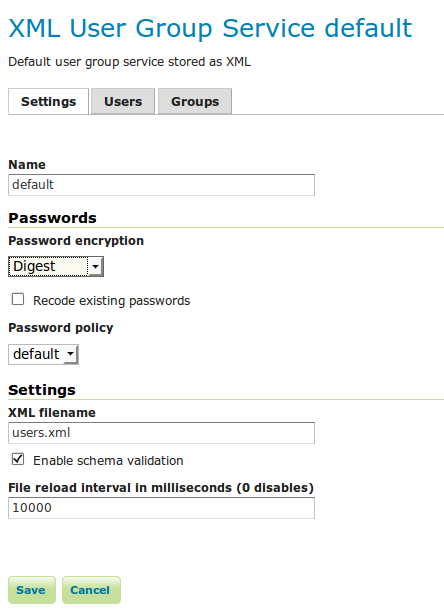 XML User Group Service default
Default user group service stored as XML
Settings Users Groups
Name
default
Passwords
Password encryption
Digest
Recode existing passwords
Password policy
default
Settings
XML filename
users.xml
Enable schema validation
File reload interval in milliseconds (0 disables)
10000
Save Cancel